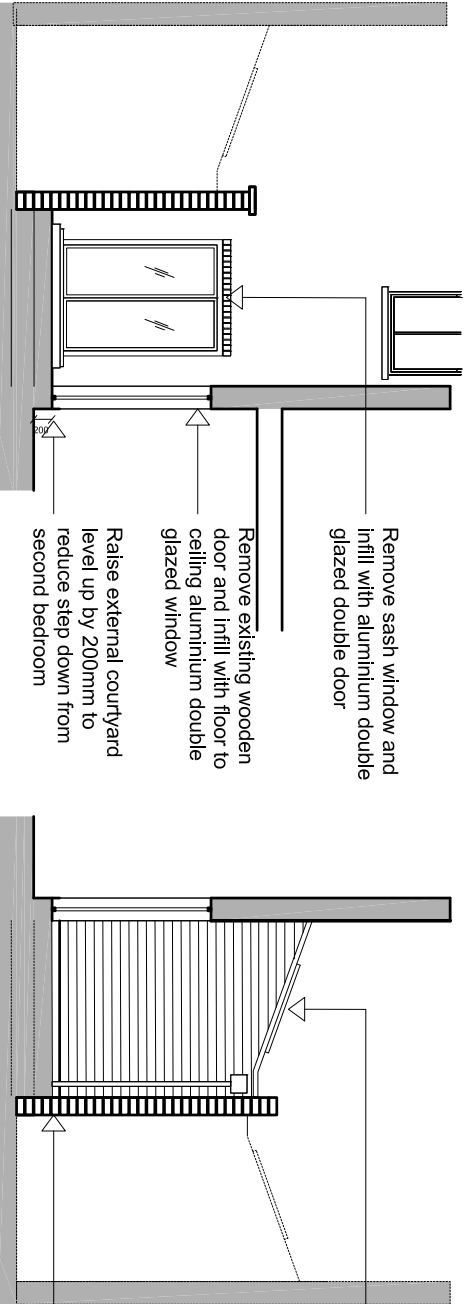 Remove sash window and
infill with aluminium double
glazed double door
Remove existing wooden
door and infill with floor to
ceiling aluminium double
glazed window
Raise external courtyard
level up by 200mm to
reduce step down from
second bedroom
200